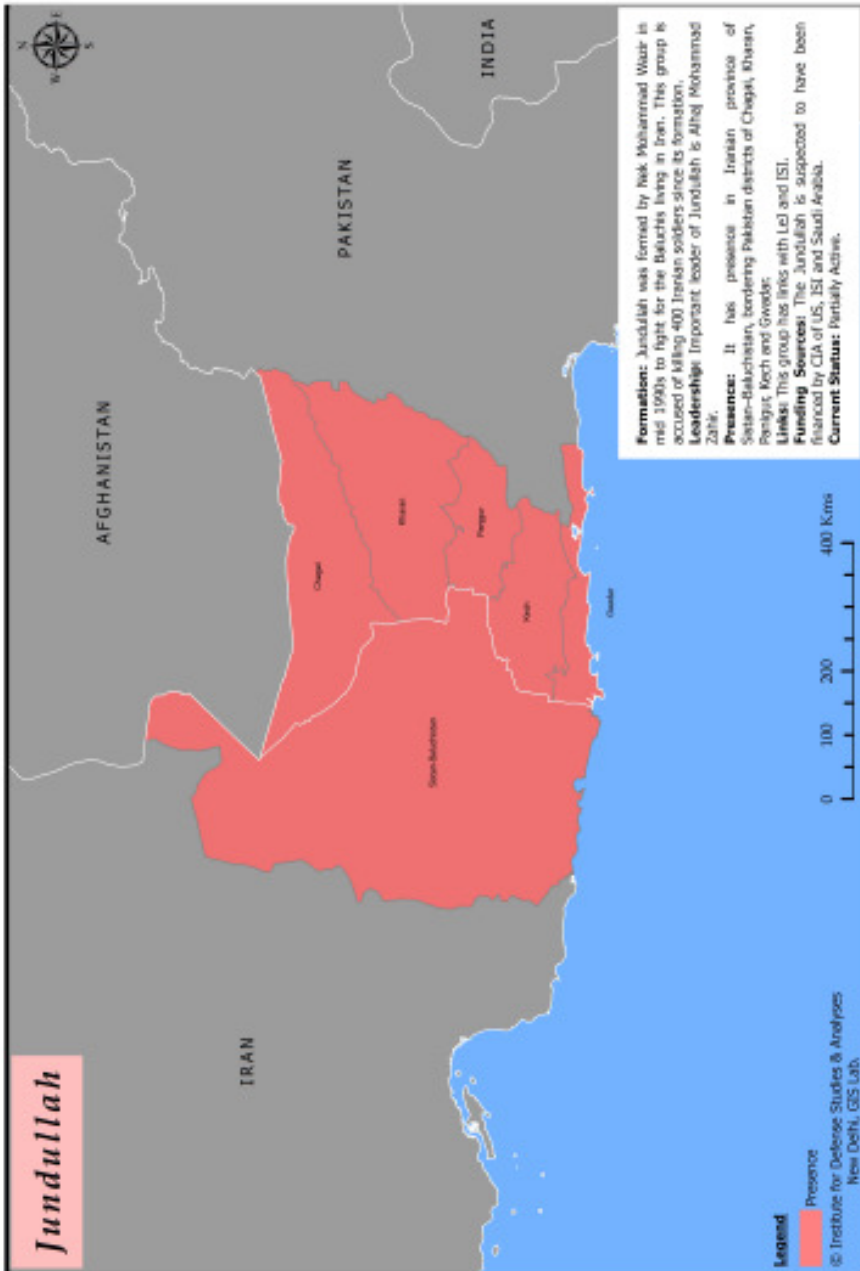 Jundullah
N
W
E
S
AFGHANISTAN
IRAN
PAKISTAN
INDIA
Chagai
Kharan
Panjgur
Kech
Sistan-Baluchistan
Gwadar
Formation: Jundullah was formed by Nek Mohammad Wazir in
mid 1990s to fight for the Baluchis living in Iran. This group is
accused of killing 400 Iranian soldiers since its formation.
Leadership: Important leader of Jundullah is Alhaj Mohammad
Zahir.
Presence: It has presence in Iranian province of
Sistan-Baluchistan, bordering Pakistan districts of Chagai, Kharan,
Panigur, Kech and Gwadar.
Links: This group has links with LeJ and ISI.
Funding Sources: The Jundullah is suspected to have been
financed by CIA of US, ISI and Saudi Arabia.
Current Status: Partially Active.
0 100 200 400 Kms
Legend
Presence
© Institute for Defense Studies & Analyses
New Delhi, GIS Lab.